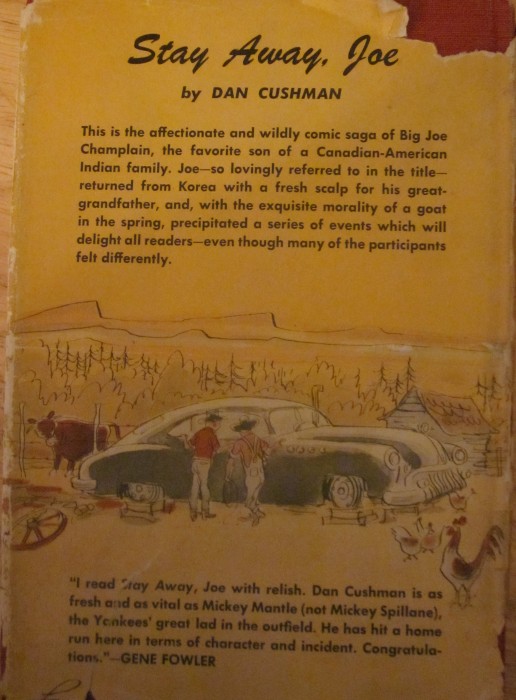 Stay Away, Joe
by DAN CUSHMAN
This is the affectionate and wildly comic saga of Big Joe
Champlain, the favorite son of a Canadian-American
Indian family. Joe—so lovingly referred to in the title—
returned from Korea with a fresh scalp for his great-
grandfather, and, with the exquisite morality of a goat
in the spring, precipitated a series of events which will
delight all readers—even though many of the participants
felt differently.
"I read Stay Away, Joe with relish. Dan Cushman is as
fresh and as vital as Mickey Mantle (not Mickey Spillane),
the Yankees' great lad in the outfield. He has hit a home
run here in terms of character and incident. Congratula-
tions."—GENE FOWLER